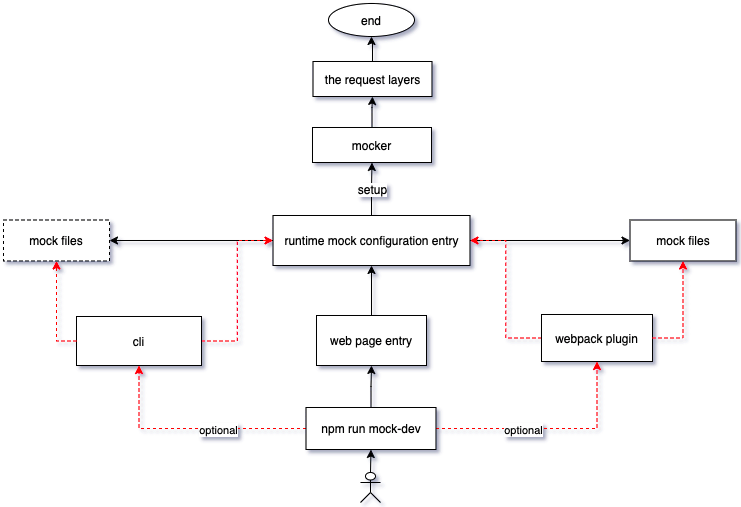 end
the request layers
mocker
setup
mock files
runtime mock configuration entry
mock files
cli
web page entry
webpack plugin
optional
npm run mock-dev
optional